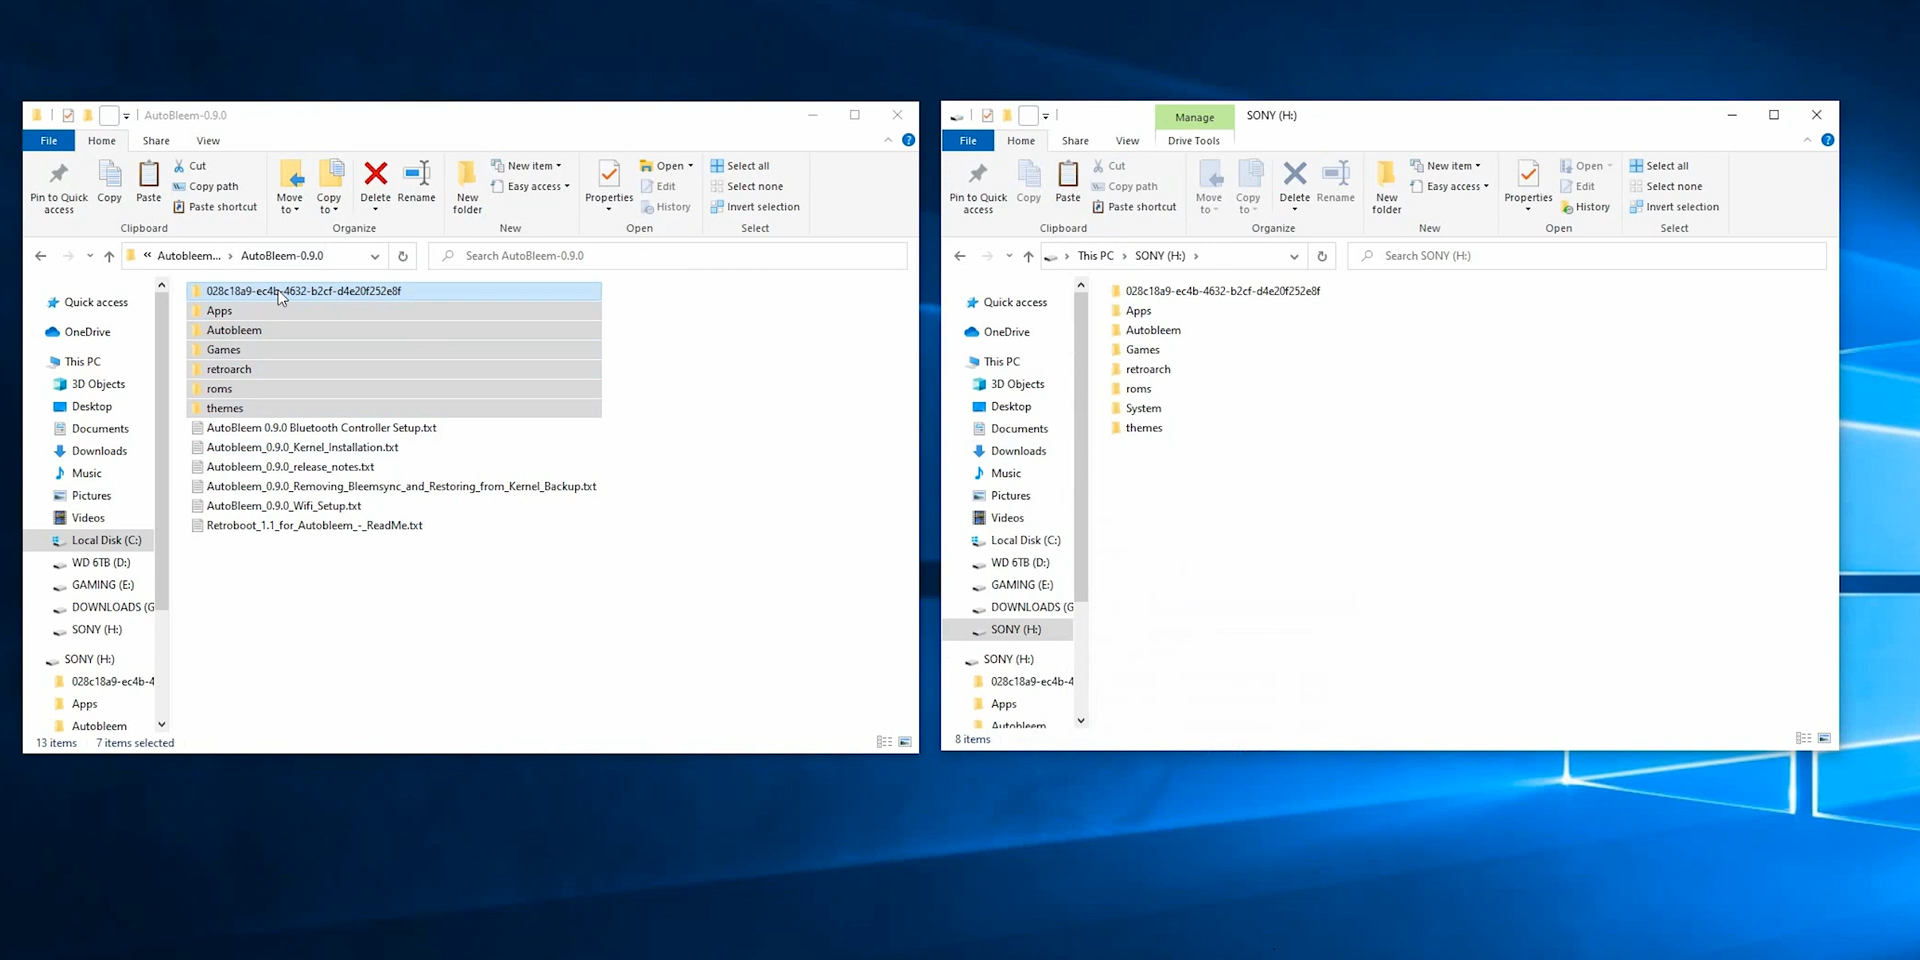 AutoBleem-0.9.0
File Home Share View
Pin to Quick access
Copy
Paste
Cut
Copy path
Paste shortcut
Move to
Copy to
Delete
Rename
New folder
New item
Easy access
Properties
Open
Edit
History
Select all
Select none
Invert selection
Clipboard Organize New Open Select
« Autobleem... › AutoBleem-0.9.0
Search AutoBleem-0.9.0
Quick access
OneDrive
This PC
3D Objects
Desktop
Documents
Downloads
Music
Pictures
Videos
Local Disk (C:)
WD 6TB (D:)
GAMING (E:)
DOWNLOADS (G
SONY (H:)
SONY (H:)
028c18a9-ec4b-4
Apps
Autobleem
028c18a9-ec4b-4632-b2cf-d4e20f252e8f
Apps
Autobleem
Games
retroarch
roms
themes
AutoBleem 0.9.0 Bluetooth Controller Setup.txt
Autobleem_0.9.0_Kernel_Installation.txt
Autobleem_0.9.0_release_notes.txt
Autobleem_0.9.0_Removing_Bleemsync_and_Restoring_from_Kernel_Backup.txt
AutoBleem_0.9.0_Wifi_Setup.txt
Retroboot_1.1_for_Autobleem_-_ReadMe.txt
13 items 7 items selected
Manage SONY (H:)
File Home Share View Drive Tools
Pin to Quick access
Copy
Paste
Cut
Copy path
Paste shortcut
Move to
Copy to
Delete
Rename
New folder
New item
Easy access
Properties
Open
Edit
History
Select all
Select none
Invert selection
Clipboard Organize New Open Select
› This PC › SONY (H:) ›
Search SONY (H:)
Quick access
OneDrive
This PC
3D Objects
Desktop
Documents
Downloads
Music
Pictures
Videos
Local Disk (C:)
WD 6TB (D:)
GAMING (E:)
DOWNLOADS (G
SONY (H:)
SONY (H:)
028c18a9-ec4b-4
Apps
Autobleem
028c18a9-ec4b-4632-b2cf-d4e20f252e8f
Apps
Autobleem
Games
retroarch
roms
System
themes
8 items